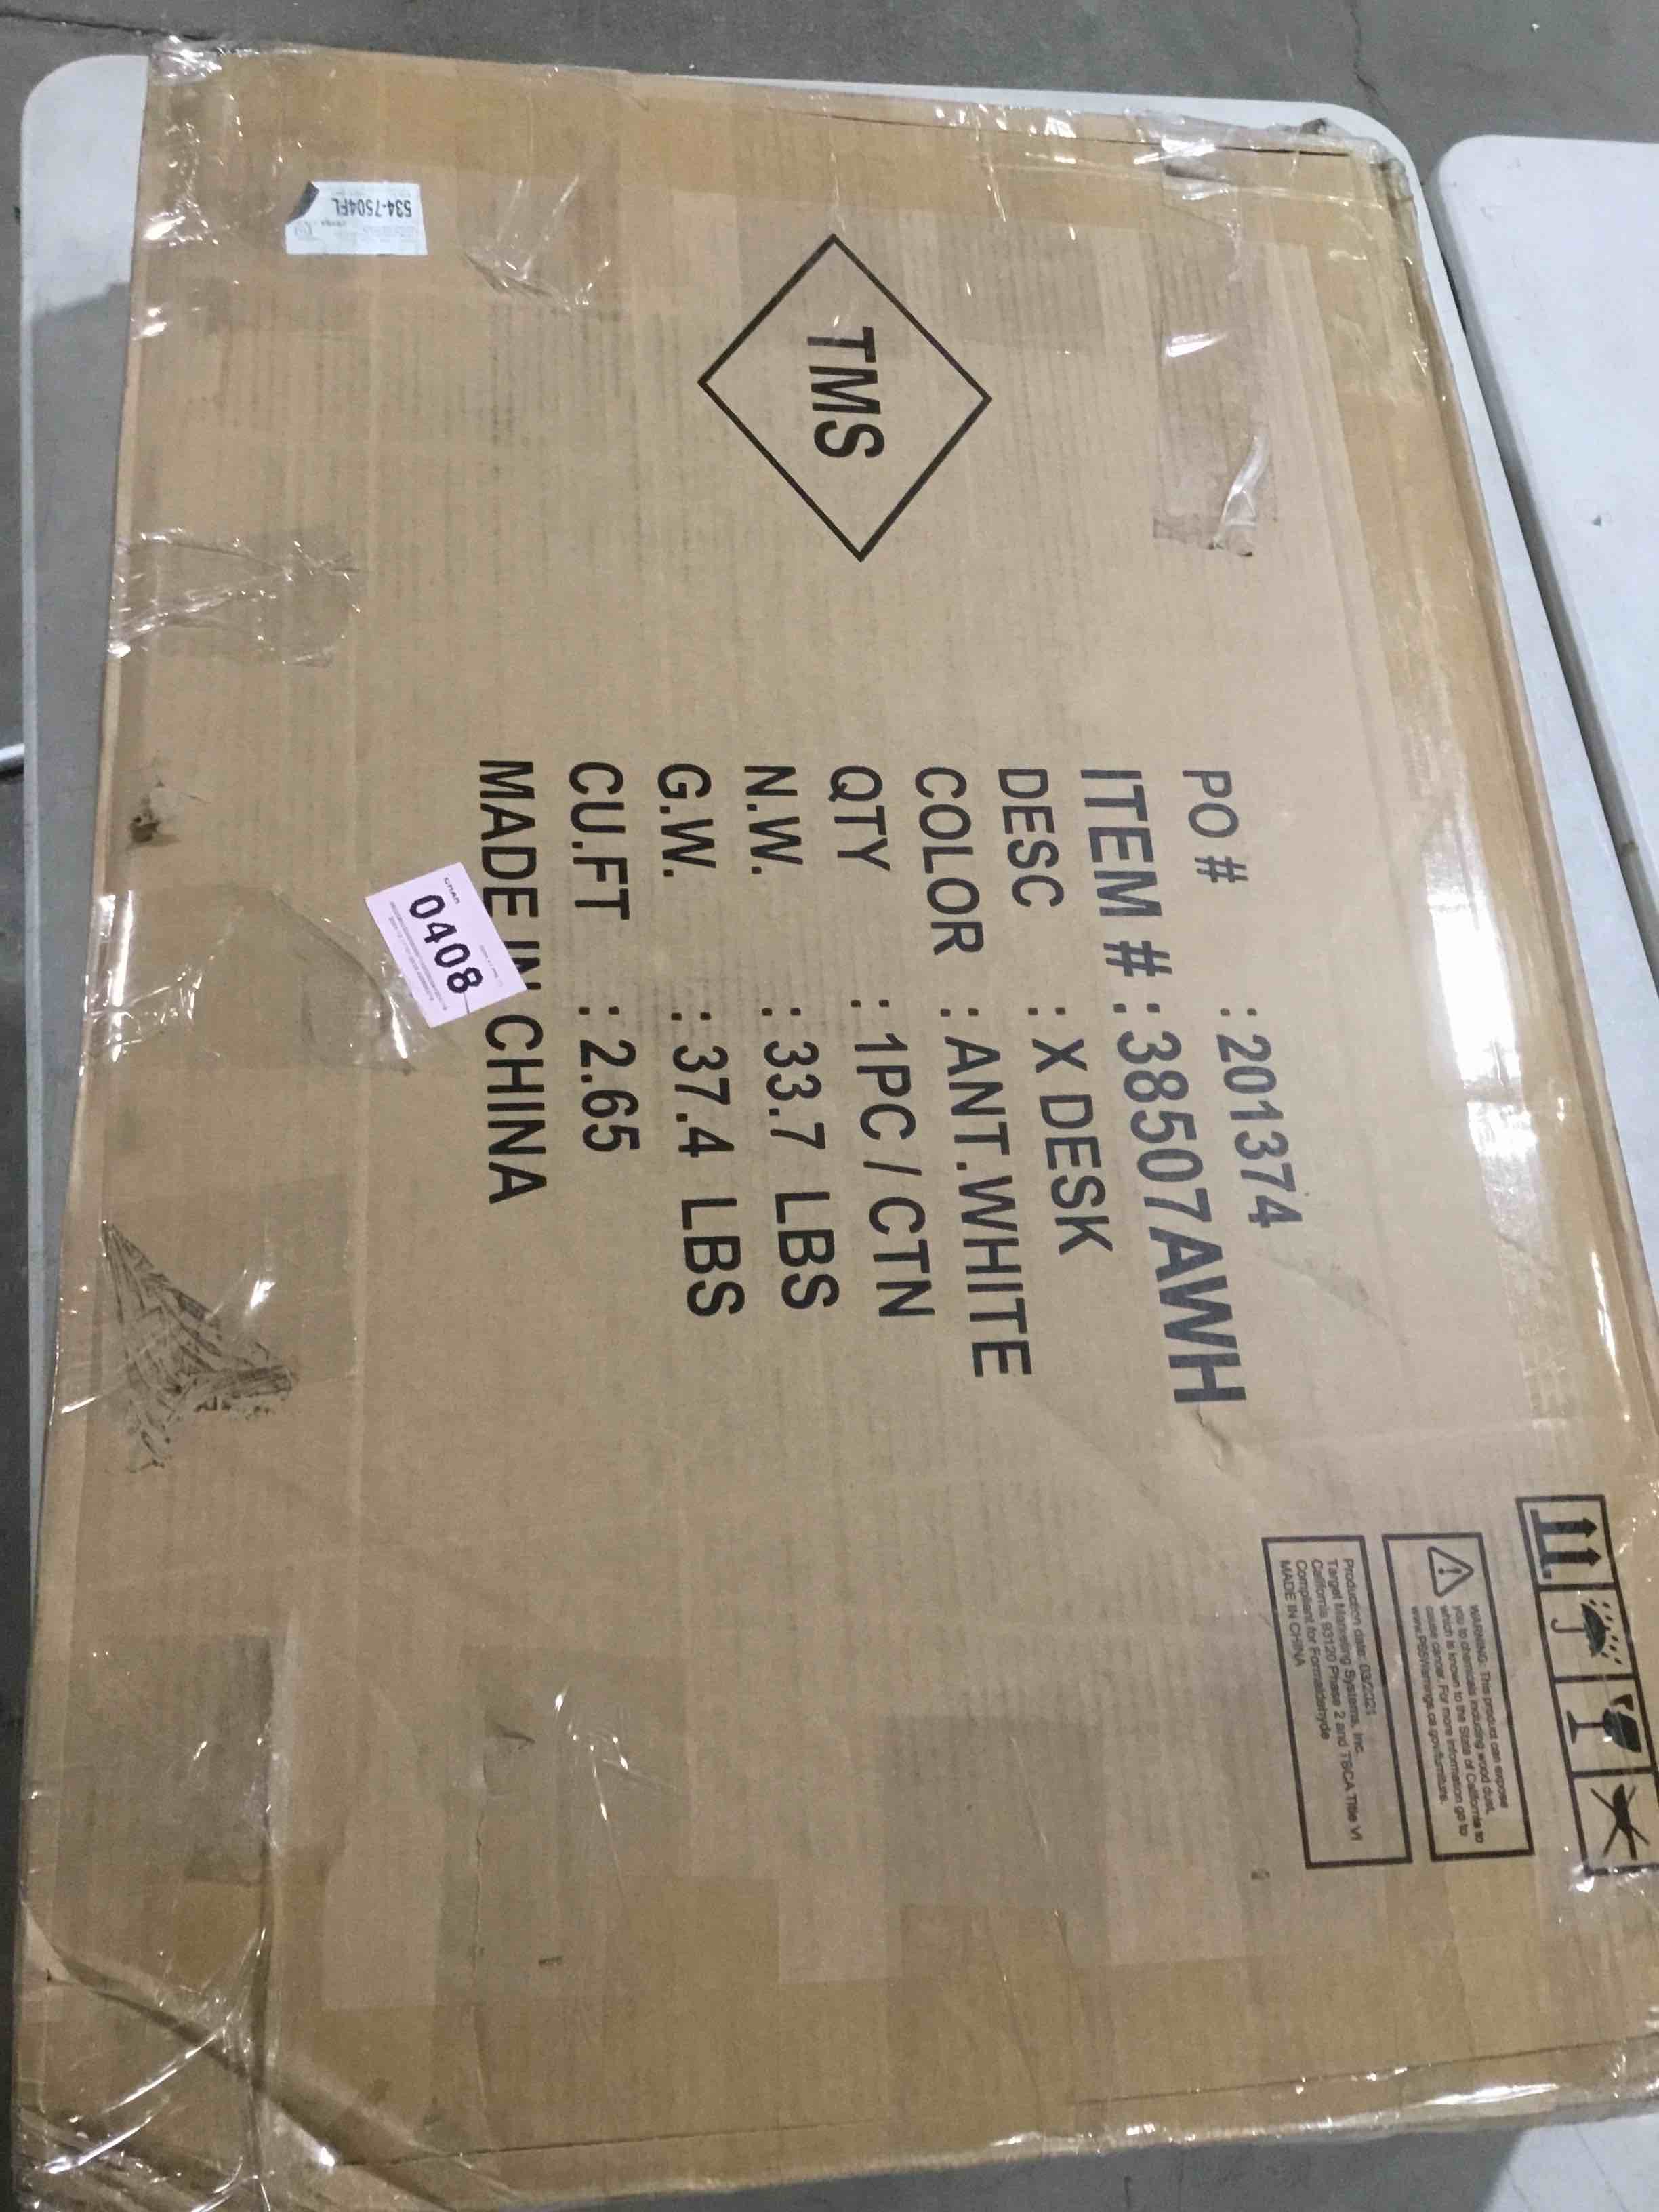 TMS
PO # : 201374
ITEM # : 38507AWH
DESC : X DESK
COLOR : ANT.WHITE
QTY : 1PC / CTN
N.W. : 33.7 LBS
G.W. : 37.4 LBS
CU.FT : 2.65
MADE IN CHINA
0408
534-7504FL
WARNING: This product can expose
you to chemicals including wood dust,
which is known to the State of California to
cause cancer. For more information go to
www.P65Warnings.ca.gov/furniture.
Production date: 03/2021
Target Marketing Systems, Inc.
California 93120 Phase 2 and TSCA Title VI
Compliant for Formaldehyde
MADE IN CHINA